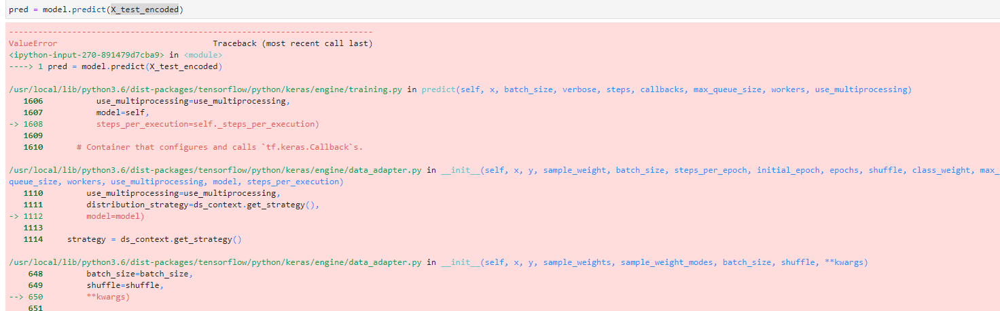 pred = model.predict(X_test_encoded)
---------------------------------------------------------------------------
ValueError                                Traceback (most recent call last)
<ipython-input-270-891479d7cba9> in <module>
----> 1 pred = model.predict(X_test_encoded)
/usr/local/lib/python3.6/dist-packages/tensorflow/python/keras/engine/training.py in predict(self, x, batch_size, verbose, steps, callbacks, max_queue_size, workers, use_multiprocessing)
1606           use_multiprocessing=use_multiprocessing,
1607           model=self,
-> 1608           steps_per_execution=self._steps_per_execution)
1609
1610       # Container that configures and calls `tf.keras.Callback`s.
/usr/local/lib/python3.6/dist-packages/tensorflow/python/keras/engine/data_adapter.py in __init__(self, x, y, sample_weight, batch_size, steps_per_epoch, initial_epoch, epochs, shuffle, class_weight, max_
queue_size, workers, use_multiprocessing, model, steps_per_execution)
1110         use_multiprocessing=use_multiprocessing,
1111         distribution_strategy=ds_context.get_strategy(),
-> 1112         model=model)
1113
1114     strategy = ds_context.get_strategy()
/usr/local/lib/python3.6/dist-packages/tensorflow/python/keras/engine/data_adapter.py in __init__(self, x, y, sample_weights, sample_weight_modes, batch_size, shuffle, **kwargs)
648         batch_size=batch_size,
649         shuffle=shuffle,
--> 650         **kwargs)
651